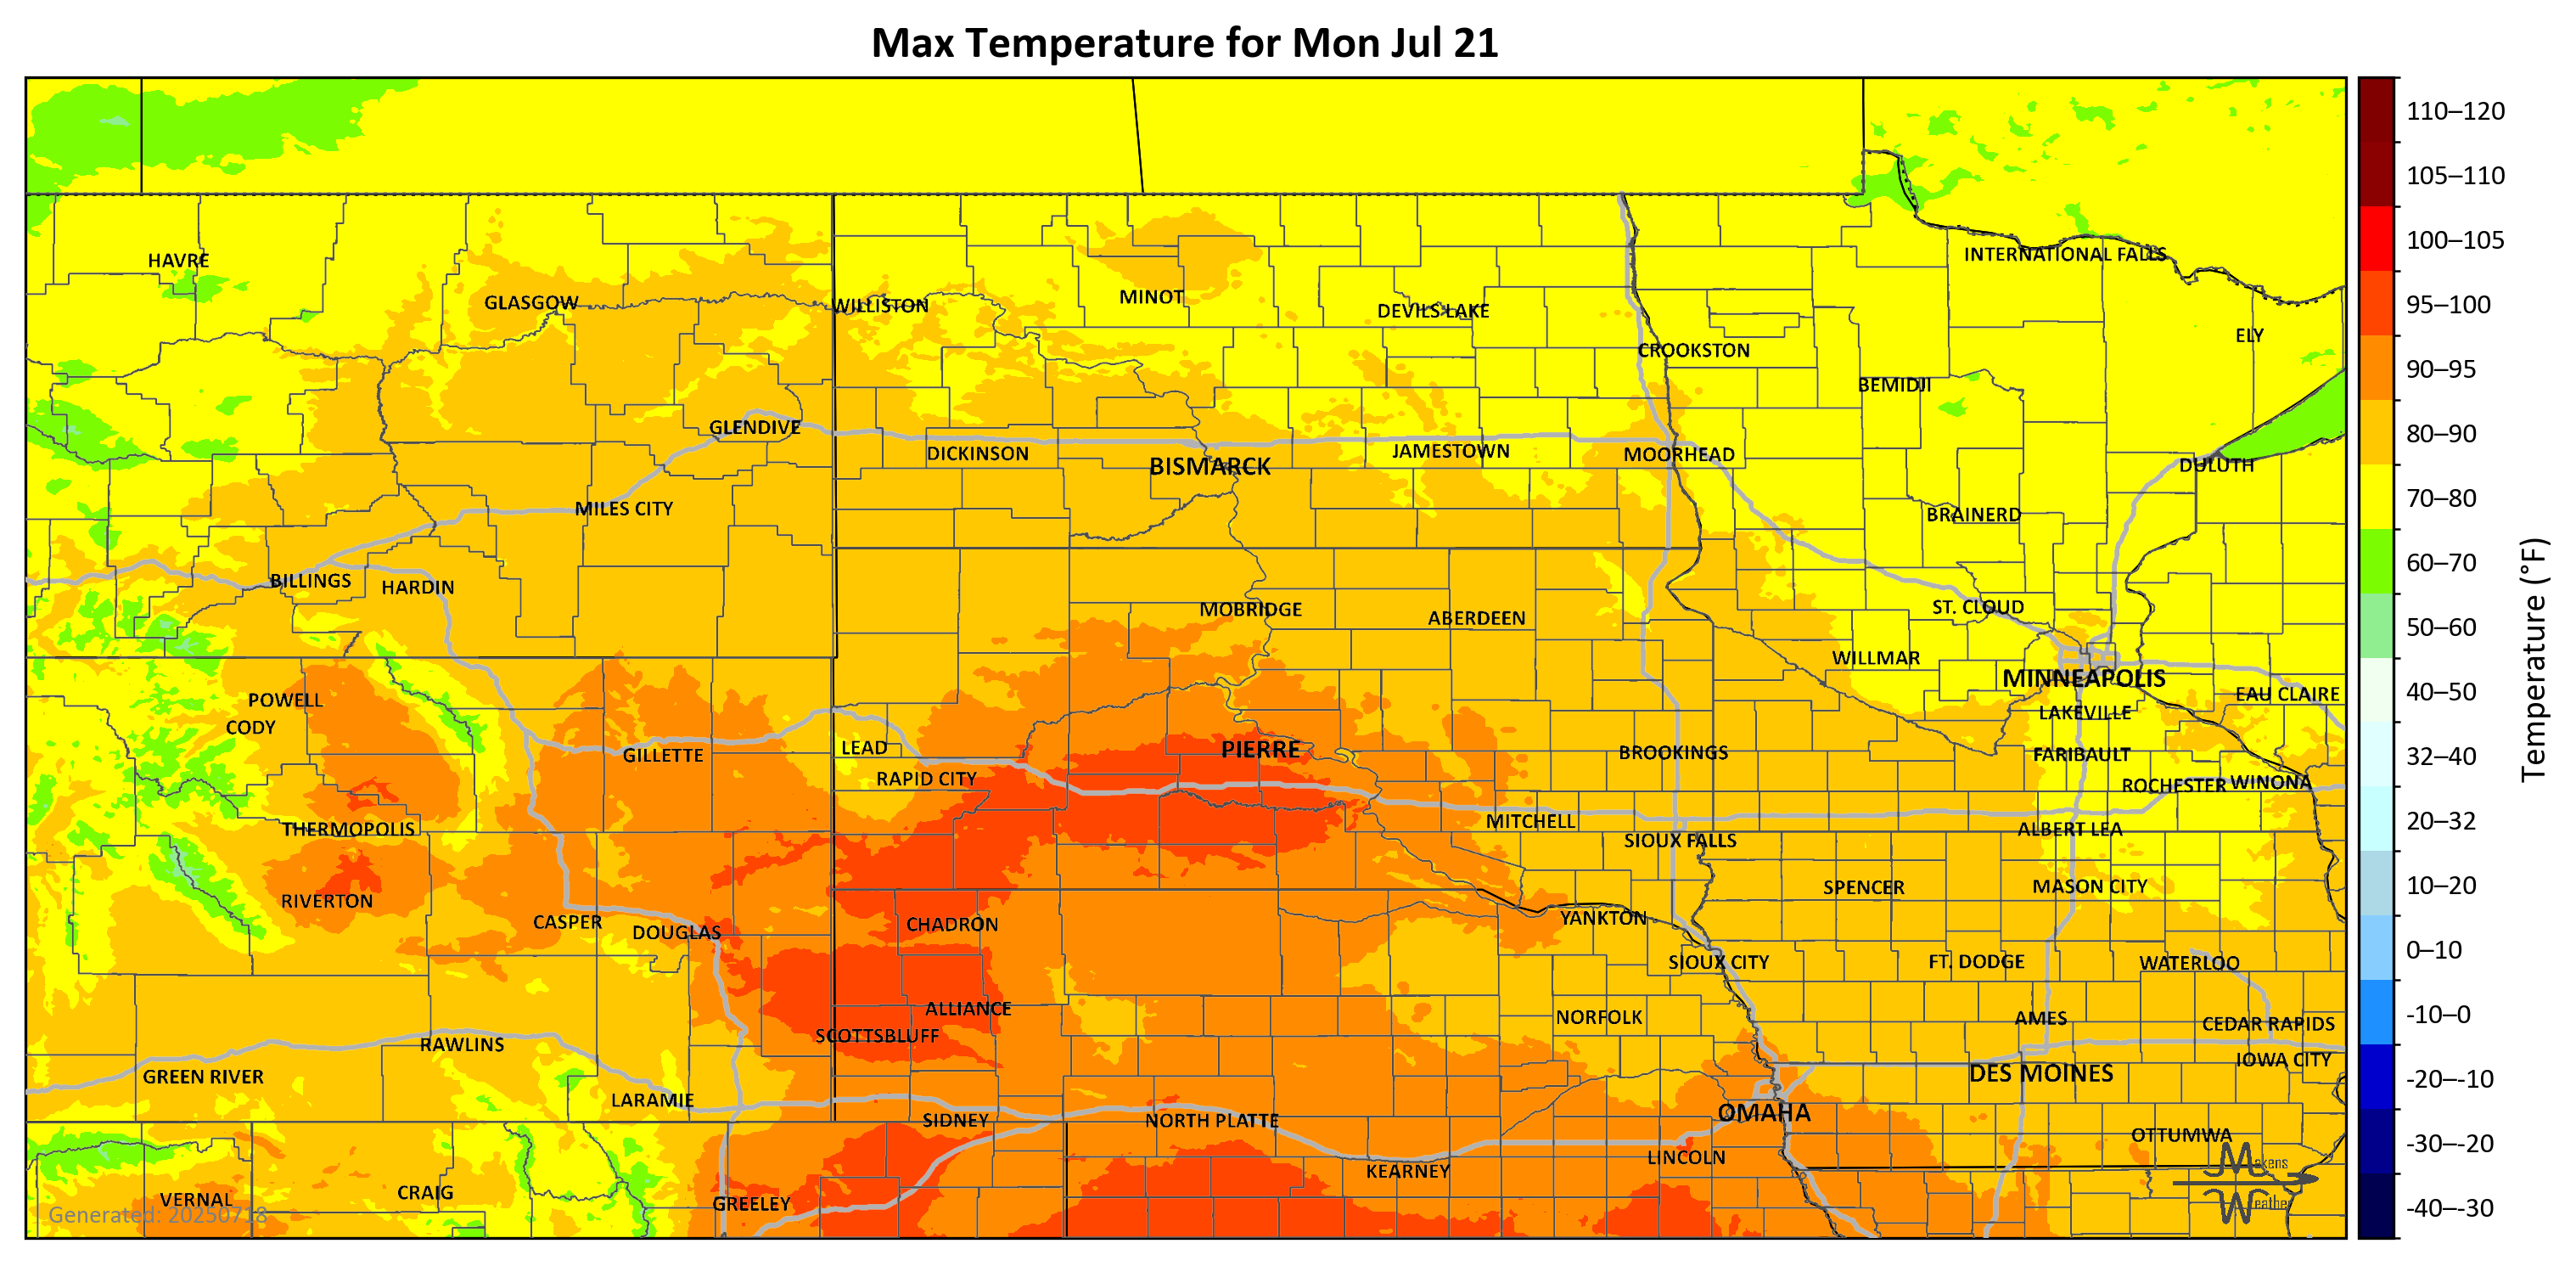 Max Temperature for Mon Jul 21
HAVRE
GLASGOW
WILLISTON
MINOT
DEVILS LAKE
INTERNATIONAL FALLS
ELY
CROOKSTON
BEMIDJI
GLENDIVE
DICKINSON
BISMARCK
JAMESTOWN
MOORHEAD
DULUTH
MILES CITY
BRAINERD
BILLINGS
HARDIN
MOBRIDGE
ABERDEEN
ST. CLOUD
WILLMAR
MINNEAPOLIS
EAU CLAIRE
POWELL
CODY
LAKEVILLE
GILLETTE
LEAD
PIERRE
BROOKINGS
FARIBAULT
RAPID CITY
ROCHESTER
WINONA
THERMOPOLIS
MITCHELL
SIOUX FALLS
ALBERT LEA
RIVERTON
SPENCER
MASON CITY
CASPER
DOUGLAS
CHADRON
YANKTON
SIOUX CITY
FT. DODGE
WATERLOO
ALLIANCE
SCOTTSBLUFF
NORFOLK
AMES
CEDAR RAPIDS
RAWLINS
IOWA CITY
GREEN RIVER
DES MOINES
LARAMIE
SIDNEY
NORTH PLATTE
OMAHA
OTTUMWA
KEARNEY
LINCOLN
VERNAL
CRAIG
GREELEY
Generated: 20250718
Makens
Weather
110–120
105–110
100–105
95–100
90–95
80–90
70–80
60–70
50–60
40–50
32–40
20–32
10–20
0–10
-10–0
-20–-10
-30–-20
-40–-30
Temperature (°F)